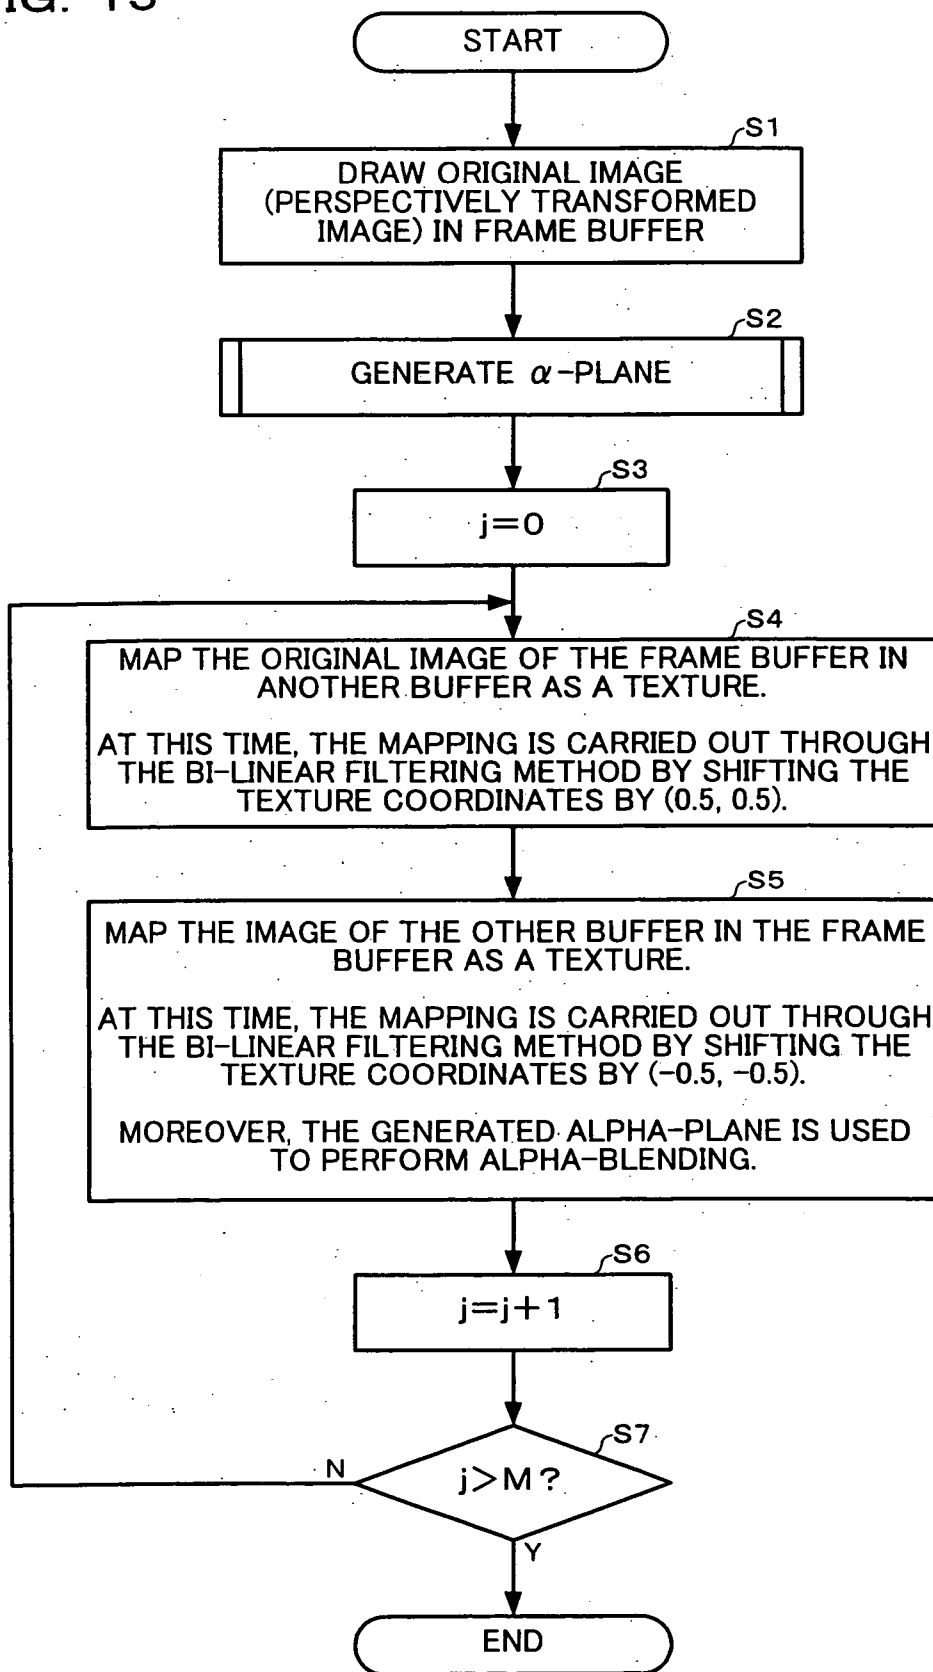 IG. 13
START
S1
DRAW ORIGINAL IMAGE
(PERSPECTIVELY TRANSFORMED
IMAGE) IN FRAME BUFFER
S2
GENERATE α-PLANE
S3
j=0
S4
MAP THE ORIGINAL IMAGE OF THE FRAME BUFFER IN
ANOTHER BUFFER AS A TEXTURE.
AT THIS TIME, THE MAPPING IS CARRIED OUT THROUGH
THE BI-LINEAR FILTERING METHOD BY SHIFTING THE
TEXTURE COORDINATES BY (0.5, 0.5).
S5
MAP THE IMAGE OF THE OTHER BUFFER IN THE FRAME
BUFFER AS A TEXTURE.
AT THIS TIME, THE MAPPING IS CARRIED OUT THROUGH
THE BI-LINEAR FILTERING METHOD BY SHIFTING THE
TEXTURE COORDINATES BY (-0.5, -0.5).
MOREOVER, THE GENERATED ALPHA-PLANE IS USED
TO PERFORM ALPHA-BLENDING.
S6
j=j+1
S7
N
j>M?
Y
END